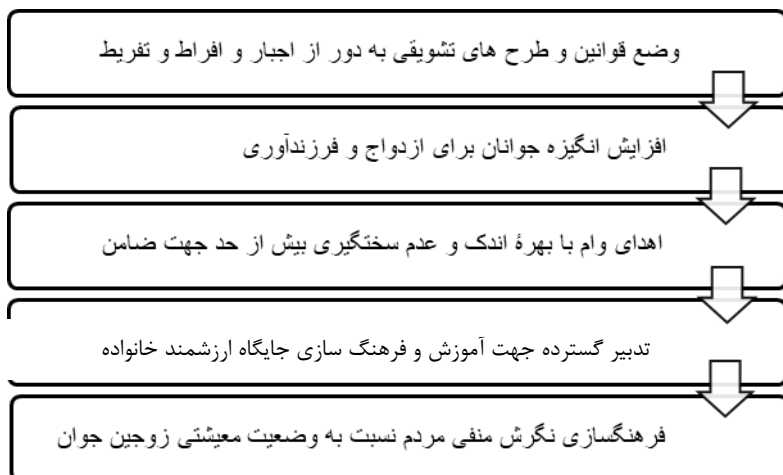 وضع قوانین و طرح های تشویقی به دور از اجبار و افراط و تفریط
افزایش انگیزه جوانان برای ازدواج و فرزندآوری
اهدای وام با بهرۀ اندک و عدم سختگیری بیش از حد جهت ضامن
تدبیر گسترده جهت آموزش و فرهنگ سازی جایگاه ارزشمند خانواده
فرهنگسازی نگرش منفی مردم نسبت به وضعیت معیشتی زوجین جوان